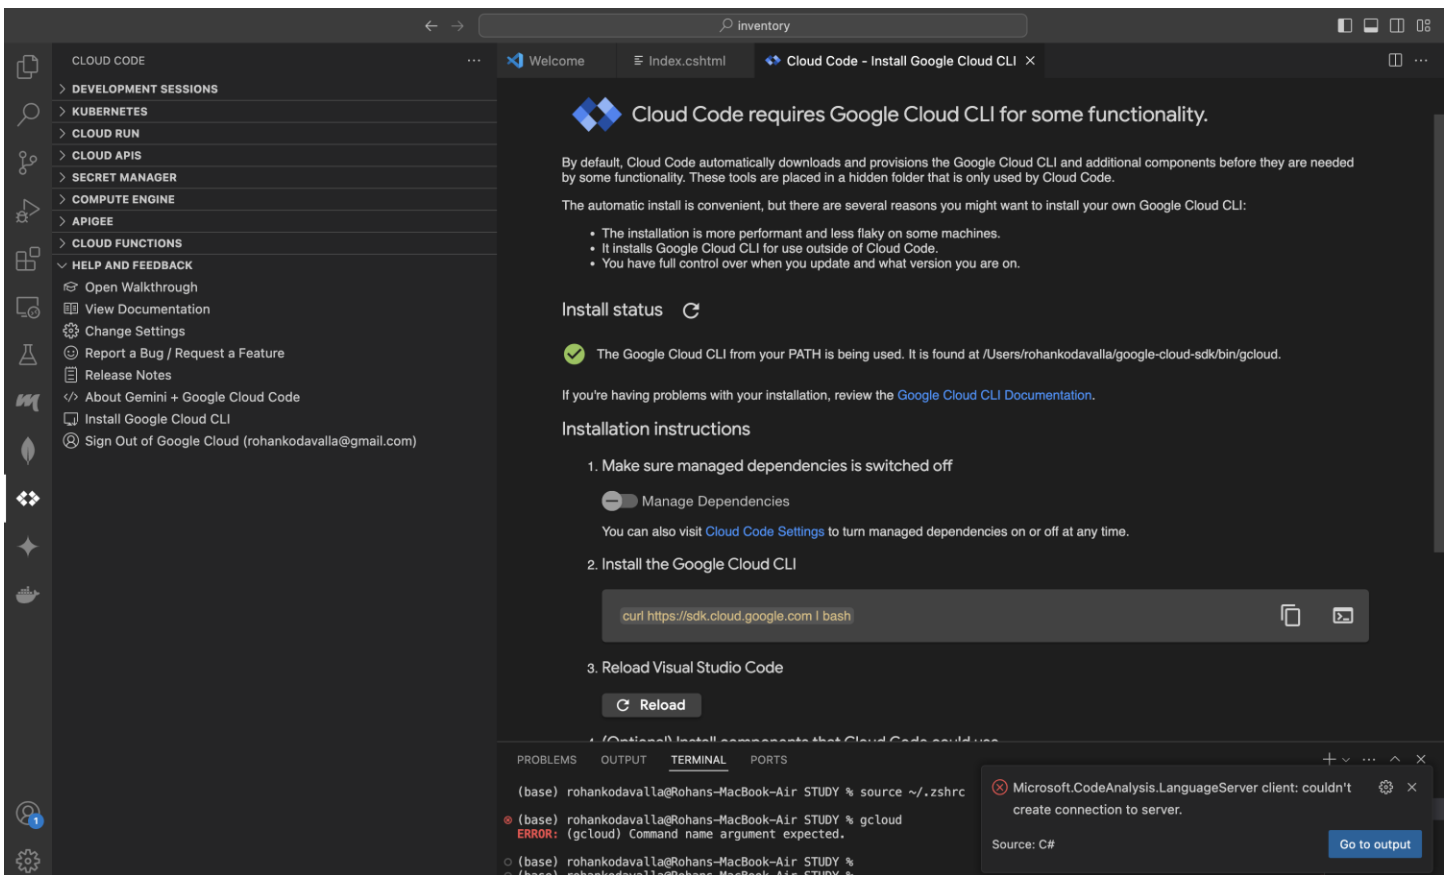 inventory
CLOUD CODE
DEVELOPMENT SESSIONS
KUBERNETES
CLOUD RUN
CLOUD APIS
SECRET MANAGER
COMPUTE ENGINE
APIGEE
CLOUD FUNCTIONS
HELP AND FEEDBACK
Open Walkthrough
View Documentation
Change Settings
Report a Bug / Request a Feature
Release Notes
About Gemini + Google Cloud Code
Install Google Cloud CLI
Sign Out of Google Cloud (rohankodavalla@gmail.com)
1
Welcome
Index.cshtml
Cloud Code - Install Google Cloud CLI
Cloud Code requires Google Cloud CLI for some functionality.
By default, Cloud Code automatically downloads and provisions the Google Cloud CLI and additional components before they are needed
by some functionality. These tools are placed in a hidden folder that is only used by Cloud Code.
The automatic install is convenient, but there are several reasons you might want to install your own Google Cloud CLI:
• The installation is more performant and less flaky on some machines.
• It installs Google Cloud CLI for use outside of Cloud Code.
• You have full control over when you update and what version you are on.
Install status
The Google Cloud CLI from your PATH is being used. It is found at /Users/rohankodavalla/google-cloud-sdk/bin/gcloud.
If you're having problems with your installation, review the Google Cloud CLI Documentation.
Installation instructions
1. Make sure managed dependencies is switched off
Manage Dependencies
You can also visit Cloud Code Settings to turn managed dependencies on or off at any time.
2. Install the Google Cloud CLI
curl https://sdk.cloud.google.com | bash
3. Reload Visual Studio Code
Reload
(Optional) Install components that Cloud Code could use
PROBLEMS
OUTPUT
TERMINAL
PORTS
(base) rohankodavalla@Rohans-MacBook-Air STUDY % source ~/.zshrc
(base) rohankodavalla@Rohans-MacBook-Air STUDY % gcloud
ERROR: (gcloud) Command name argument expected.
(base) rohankodavalla@Rohans-MacBook-Air STUDY %
(base) rohankodavalla@Rohans-MacBook-Air STUDY %
Microsoft.CodeAnalysis.LanguageServer client: couldn't
create connection to server.
Source: C#
Go to output